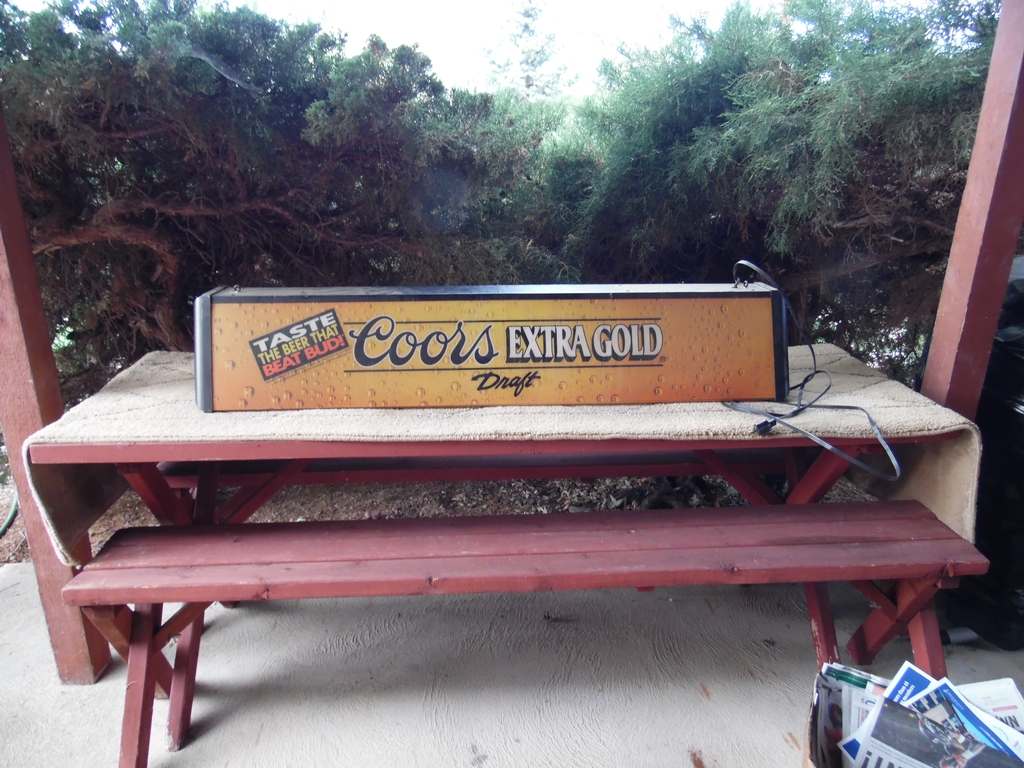 TASTE
THE BEER THAT
BEAT BUD!
Coors EXTRA GOLD
Draft